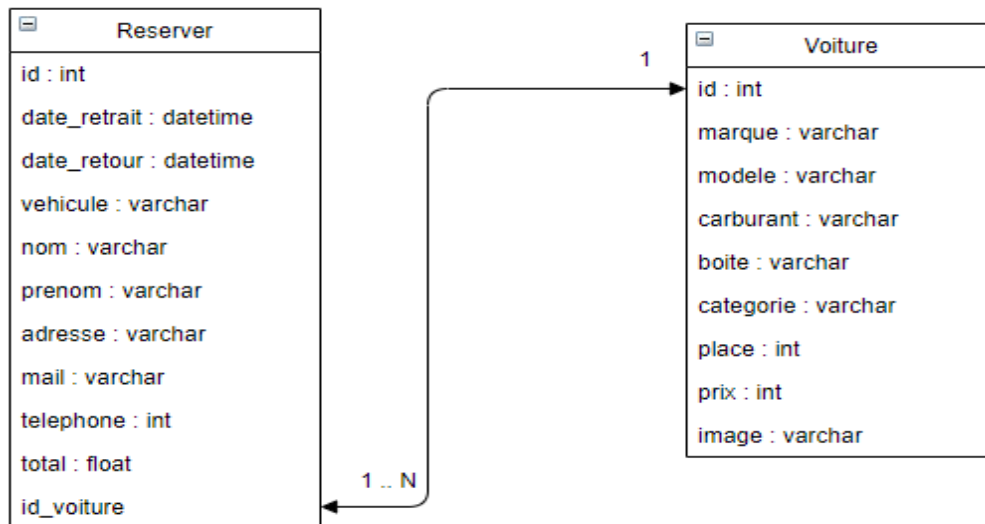 Reserver
id : int
date_retrait : datetime
date_retour : datetime
vehicule : varchar
nom : varchar
prenom : varchar
adresse : varchar
mail : varchar
telephone : int
total : float
id_voiture
1 .. N
1
Voiture
id : int
marque : varchar
modele : varchar
carburant : varchar
boite : varchar
categorie : varchar
place : int
prix : int
image : varchar